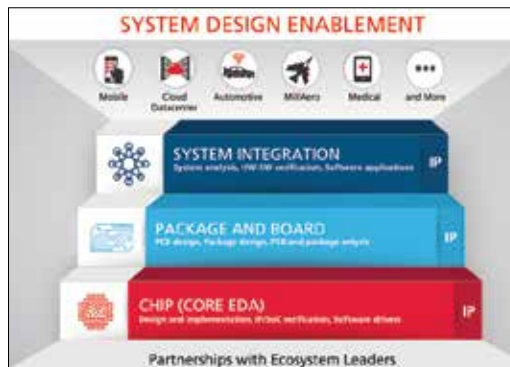 SYSTEM DESIGN ENABLEMENT
Mobile
Cloud
Datacenter
Automotive
Mil/Aero
Medical
and More
SYSTEM INTEGRATION
System analysis, HW-SW verification, Software applications
IP
PACKAGE AND BOARD
PCB design, Package design, PCB and package anlysis
IP
CHIP (CORE EDA)
Design and implementation, IP/SoC verification, Software drivers
IP
Partnerships with Ecosystem Leaders